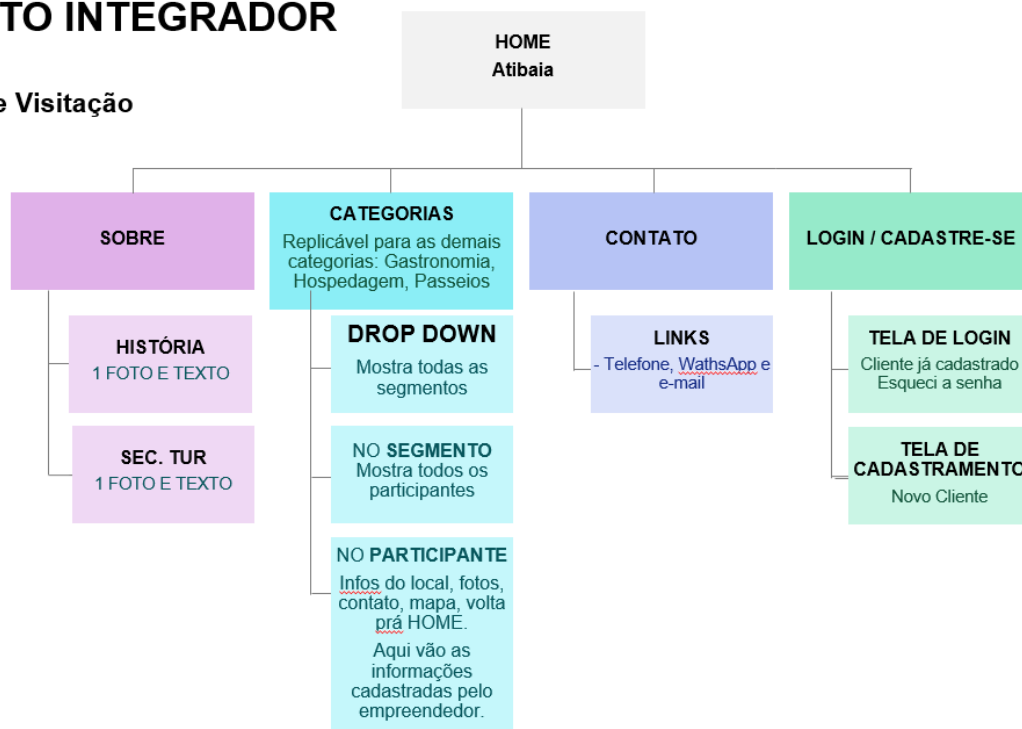 TO INTEGRADOR
e Visitação
HOME
Atibaia
SOBRE
HISTÓRIA
1 FOTO E TEXTO
SEC. TUR
1 FOTO E TEXTO
CATEGORIAS
Replicável para as demais
categorias: Gastronomia,
Hospedagem, Passeios
DROP DOWN
Mostra todas as
segmentos
NO SEGMENTO
Mostra todos os
participantes
NO PARTICIPANTE
Infos do local, fotos,
contato, mapa, volta
prá HOME.
Aqui vão as
informações
cadastradas pelo
empreendedor.
CONTATO
LINKS
- Telefone, WathsApp e
e-mail
LOGIN / CADASTRE-SE
TELA DE LOGIN
Cliente já cadastrado
Esqueci a senha
TELA DE
CADASTRAMENTO
Novo Cliente